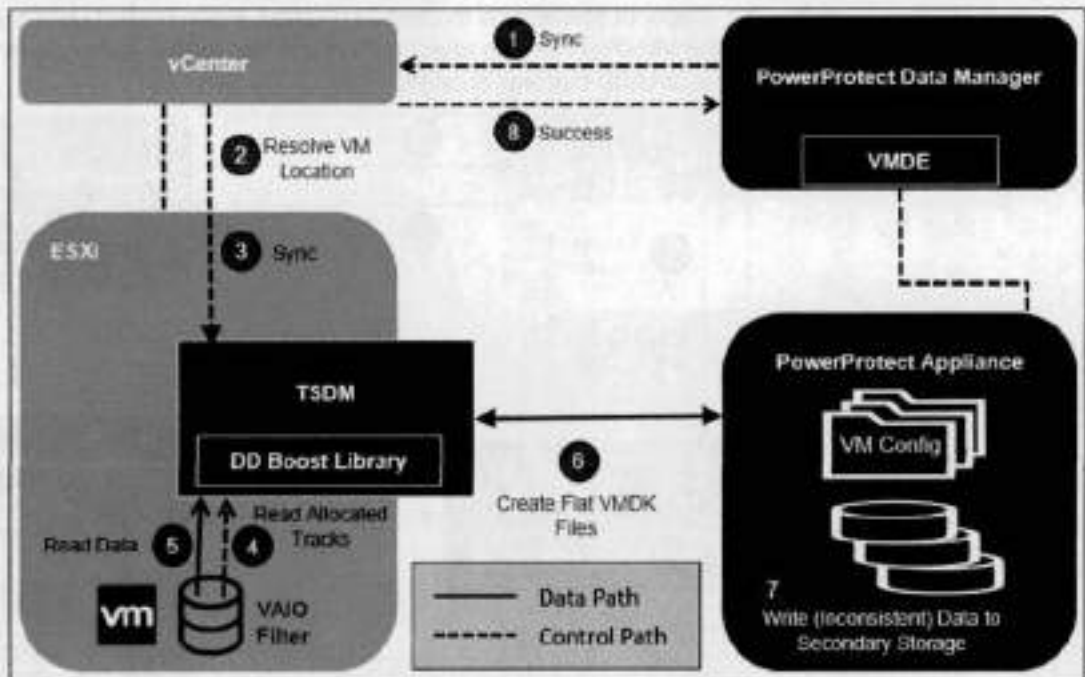 vCenter
1 Sync
PowerProtect Data Manager
8 Success
VMDE
2 Resolve VM
Location
ESXi
3 Sync
PowerProtect Appliance
TSDM
DD Boost Library
VM Config
6
Create Flat VMDK
Files
Read Allocated
Tracks
Read Data 5 4
vm
VAIO
Filter
Data Path
Control Path
7
Write (Inconsistent) Data to
Secondary Storage